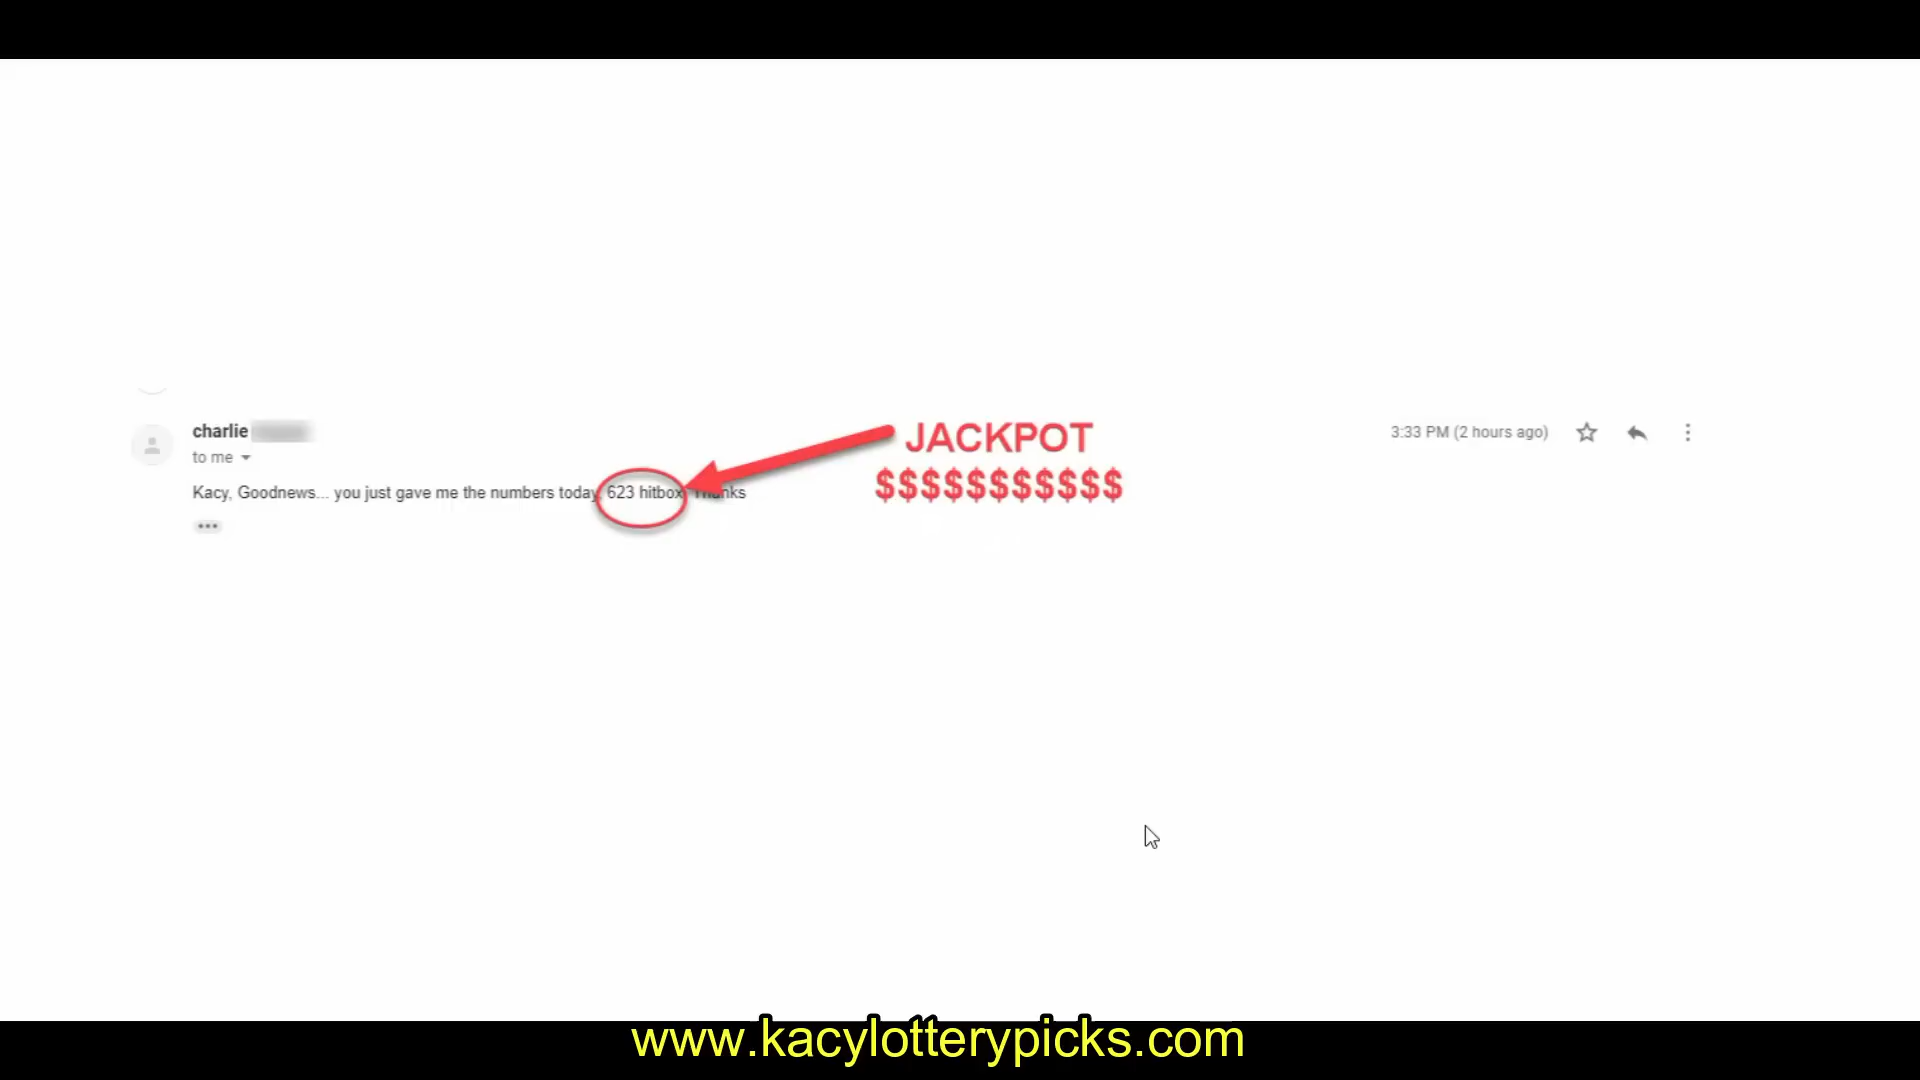 charlie
JACKPOT
3:33 PM (2 hours ago)
to me
Kacy, Goodnews... you just gave me the numbers today, 623 hitbox. Thanks
$$$$$$$$$$$
www.kacylotterypicks.com